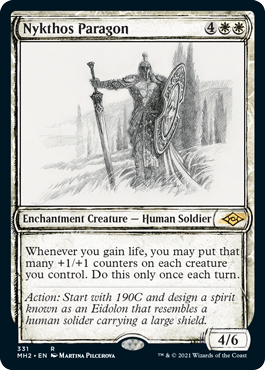 Nykthos Paragon 4
Enchantment Creature — Human Soldier
Whenever you gain life, you may put that
many +1/+1 counters on each creature
you control. Do this only once each turn.
Action: Start with 190C and design a spirit
known as an Eidolon that resembles a
human solider carrying a large shield.
4/6
331 R
MH2 • EN Martina Pilcerova
™ & © 2021 Wizards of the Coast